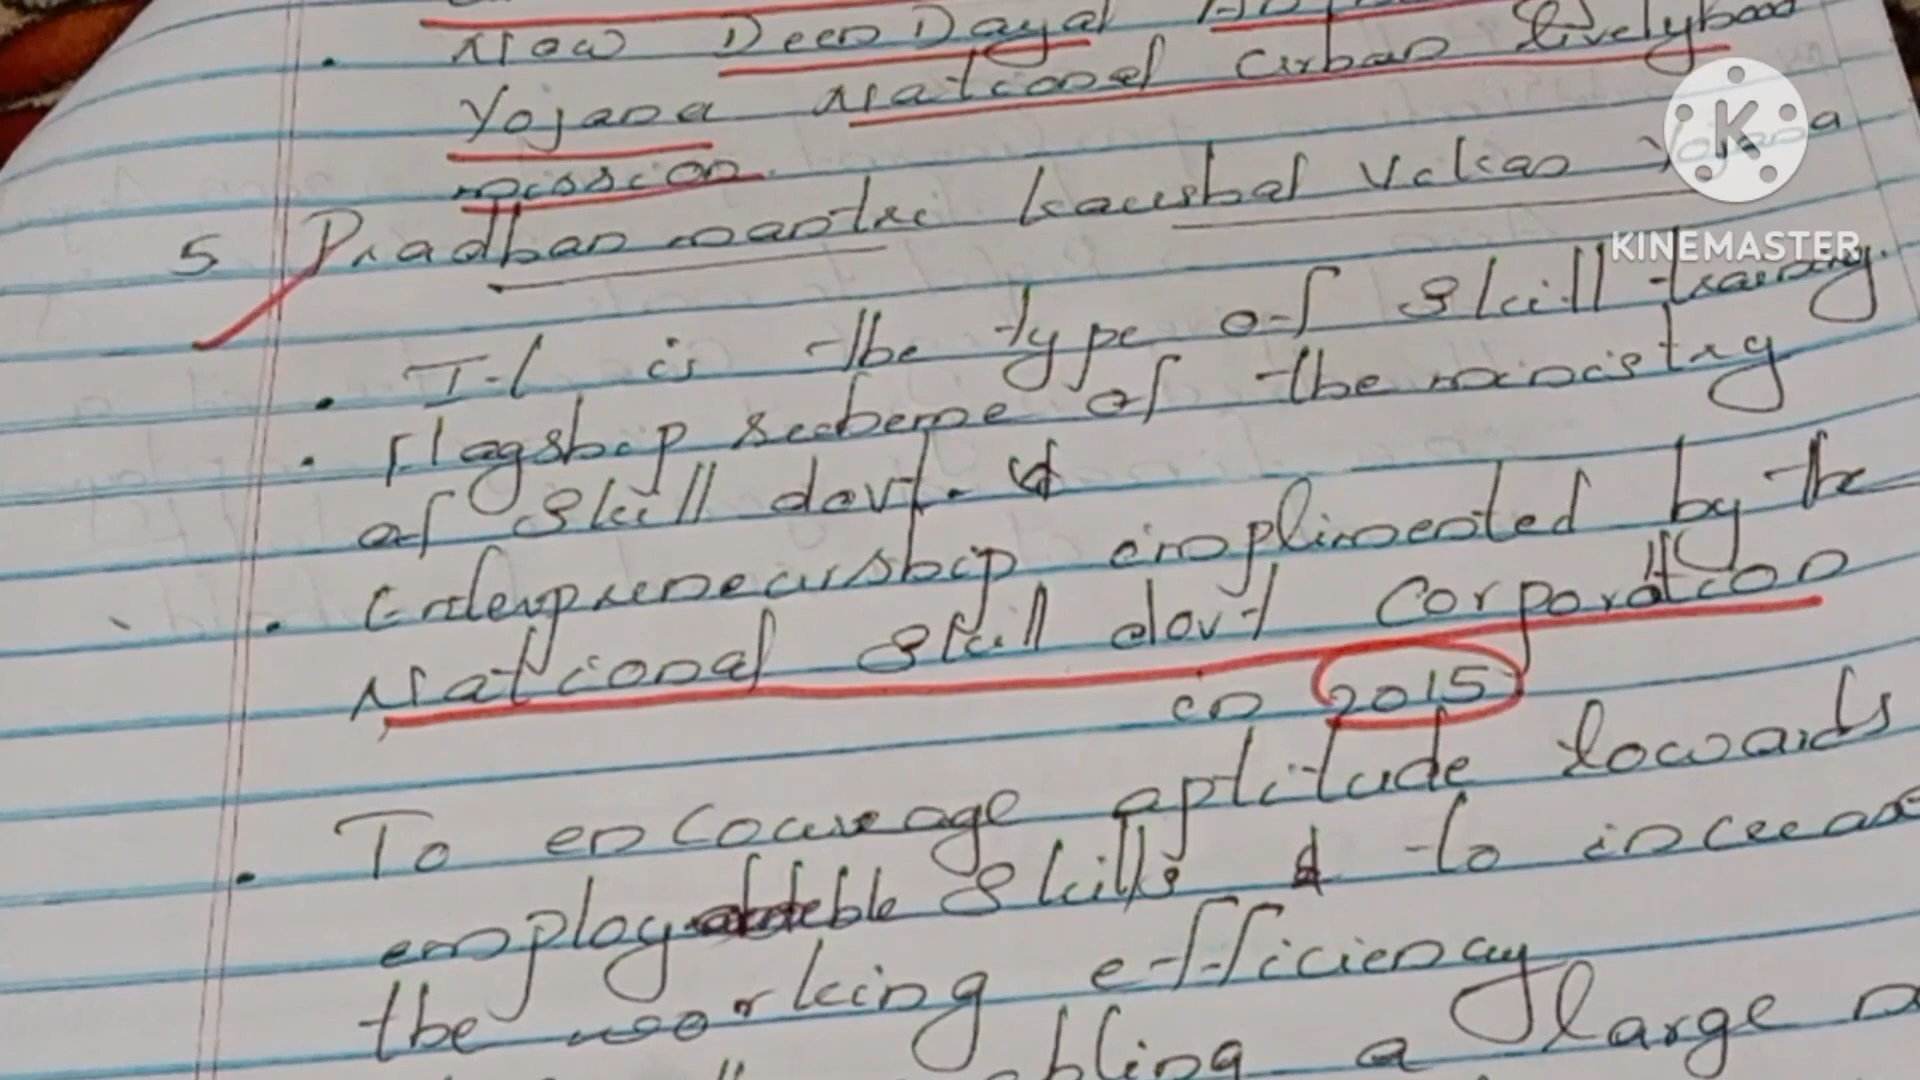 Now Deen Dayal
Yojana National Urban livelyhood
mission.
5 Pradhan mantri kaushal Vikas Yojana
K
KINEMASTER
. It is the type of skill training.
. Flagship scheme of the ministry
of skill devt. &
. Enterpreneurship implimented by the
National skill devt Corporation
in 2015
. To encourage aptitude towards
employable skills & to increase
the working efficiency
a large